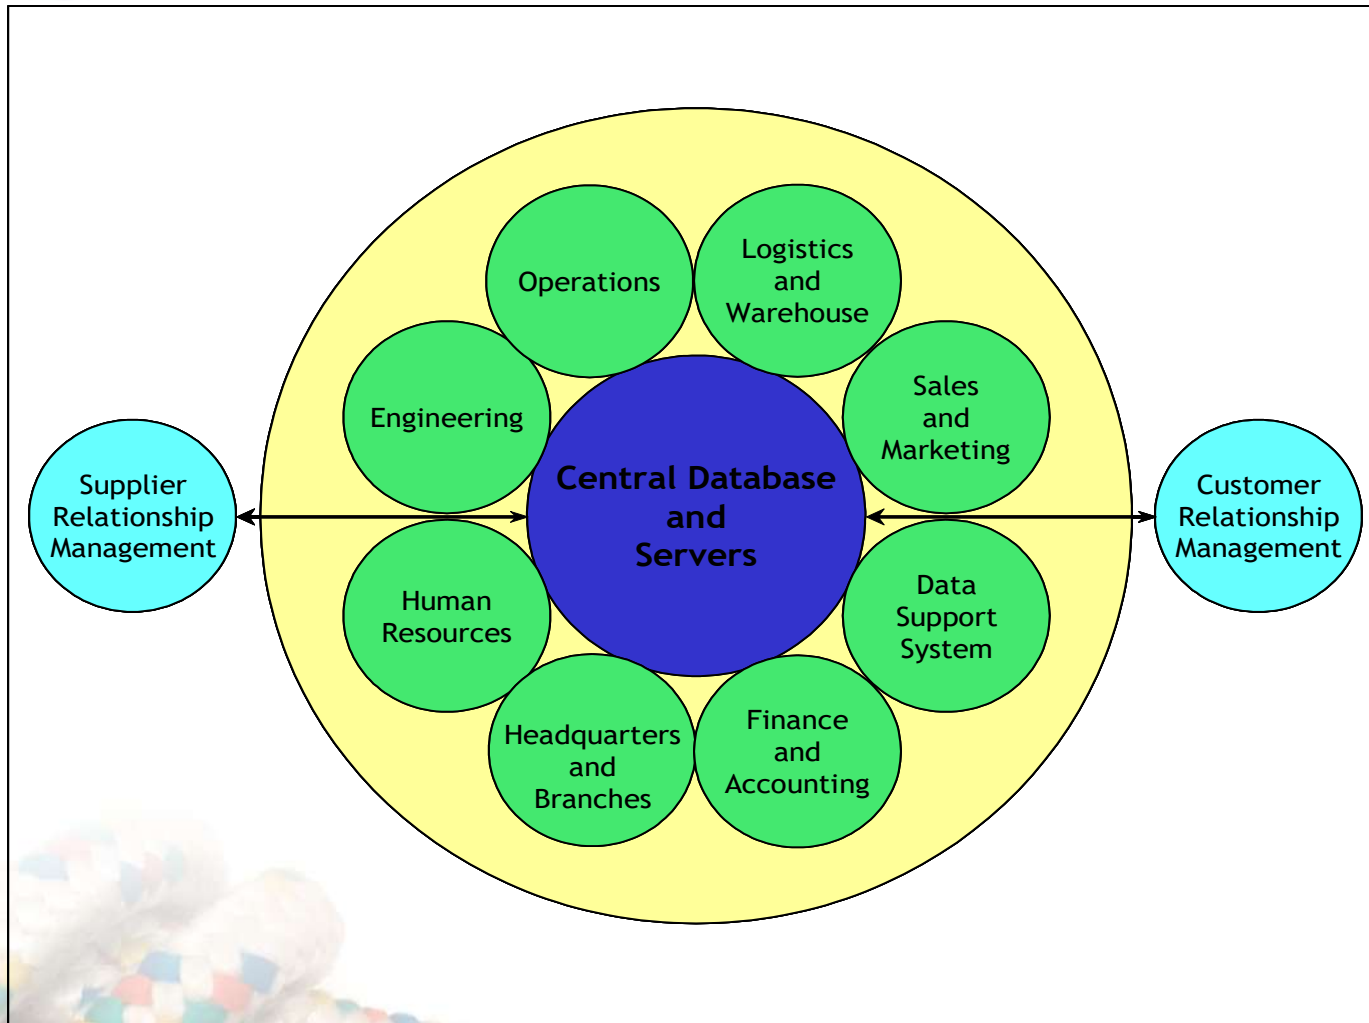 Operations
Logistics
and
Warehouse
Engineering
Sales
and
Marketing
Supplier
Relationship
Management
Central Database
and
Servers
Customer
Relationship
Management
Human
Resources
Data
Support
System
Headquarters
and
Branches
Finance
and
Accounting